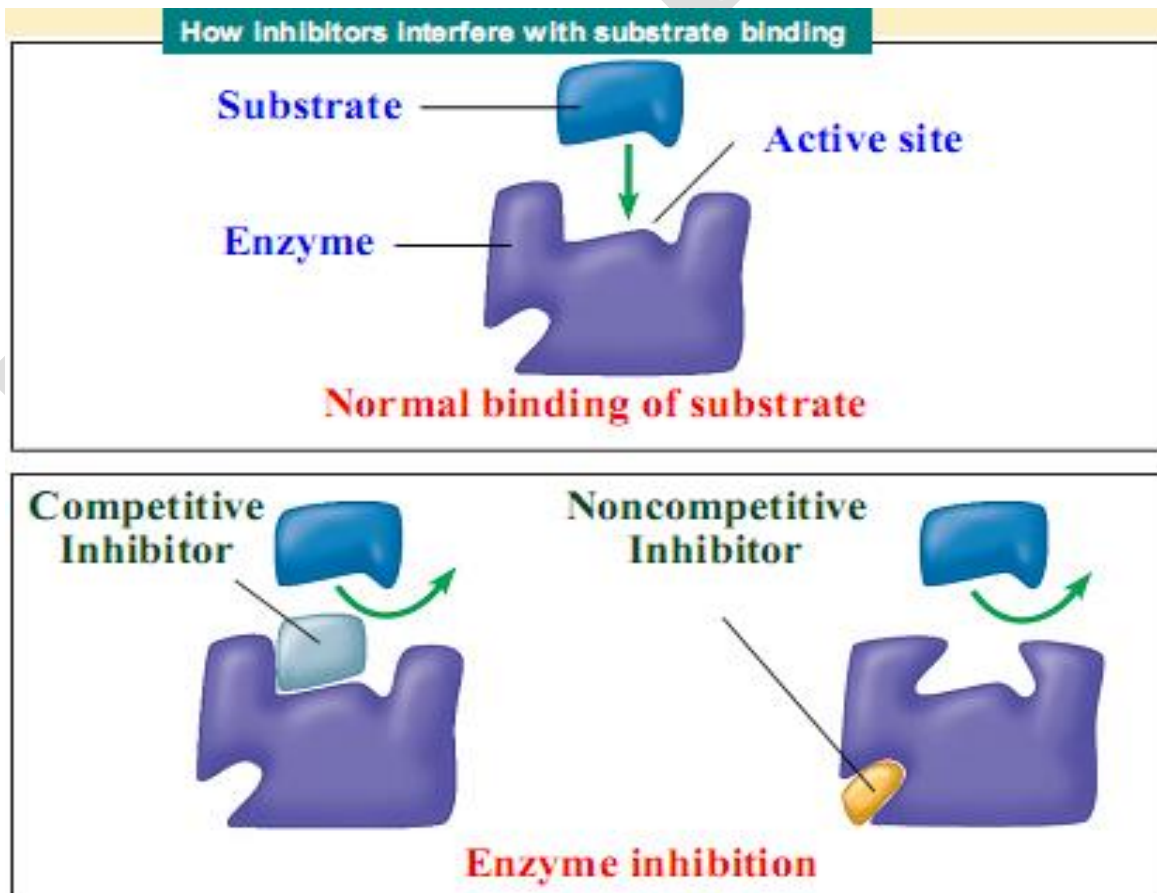 How inhibitors interfere with substrate binding
Substrate
Active site
Enzyme
Normal binding of substrate
Competitive
Inhibitor
Noncompetitive
Inhibitor
Enzyme inhibition